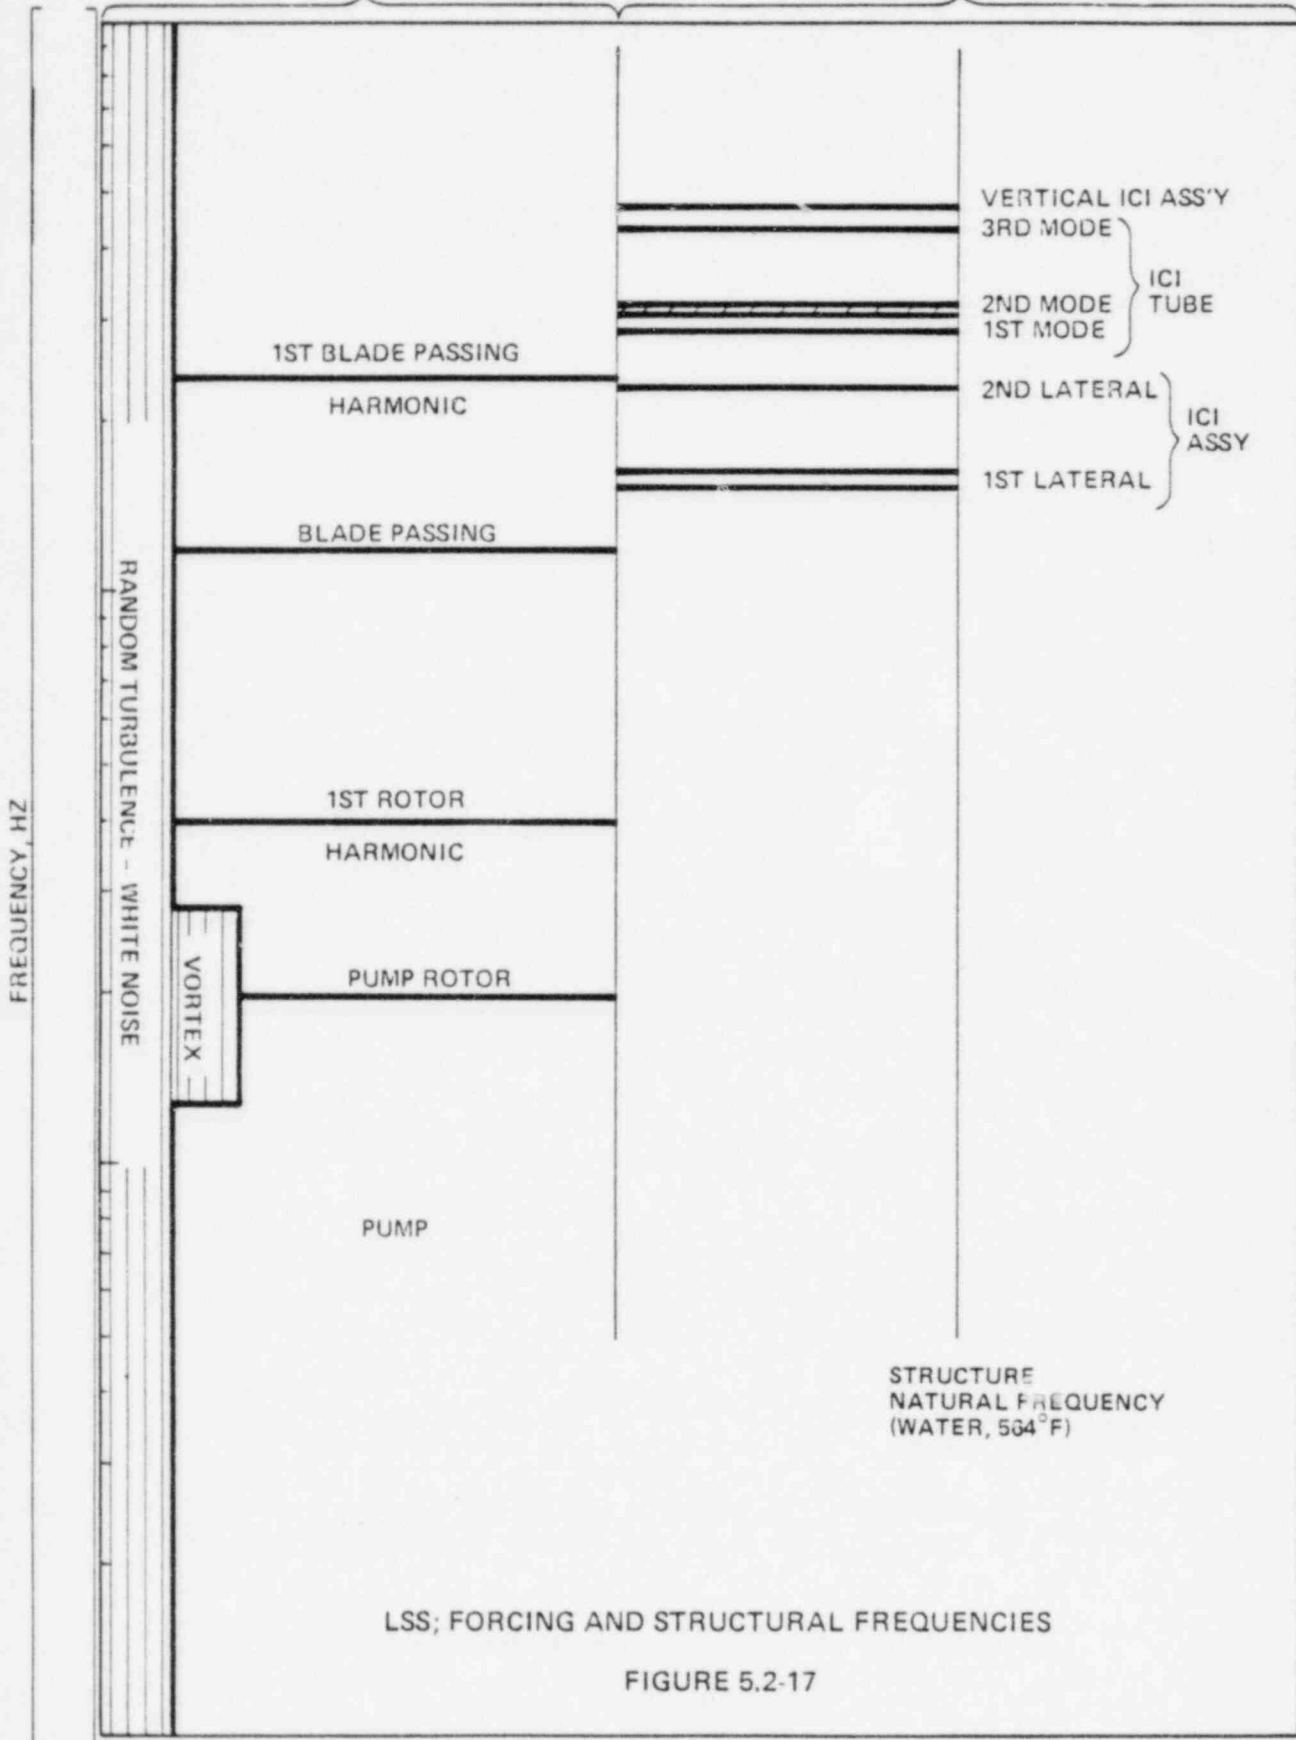 VERTICAL ICI ASS'Y
3RD MODE
2ND MODE
1ST MODE
ICI
TUBE
1ST BLADE PASSING
HARMONIC
2ND LATERAL
1ST LATERAL
ICI
ASSY
BLADE PASSING
FREQUENCY, HZ
RANDOM TURBULENCE - WHITE NOISE
1ST ROTOR
HARMONIC
VORTEX
PUMP ROTOR
PUMP
STRUCTURE
NATURAL FREQUENCY
(WATER, 564°F)
LSS; FORCING AND STRUCTURAL FREQUENCIES
FIGURE 5.2-17